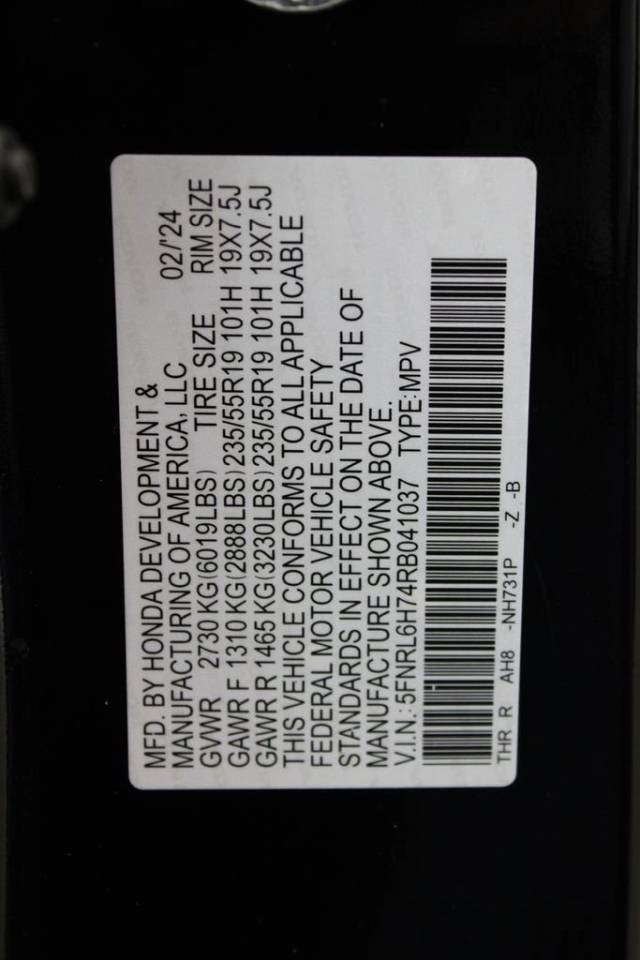 MFD. BY HONDA DEVELOPMENT &
MANUFACTURING OF AMERICA, LLC 02/'24
GVWR 2730 KG(6019LBS) TIRE SIZE RIM SIZE
GAWR F 1310 KG(2888LBS)235/55R19 101H 19X7.5J
GAWR R 1465 KG(3230LBS)235/55R19 101H 19X7.5J
THIS VEHICLE CONFORMS TO ALL APPLICABLE
FEDERAL MOTOR VEHICLE SAFETY
STANDARDS IN EFFECT ON THE DATE OF
MANUFACTURE SHOWN ABOVE.
V.I.N.: 5FNRL6H74RB041037 TYPE:MPV
THR R AH8 -NH731P -Z -B